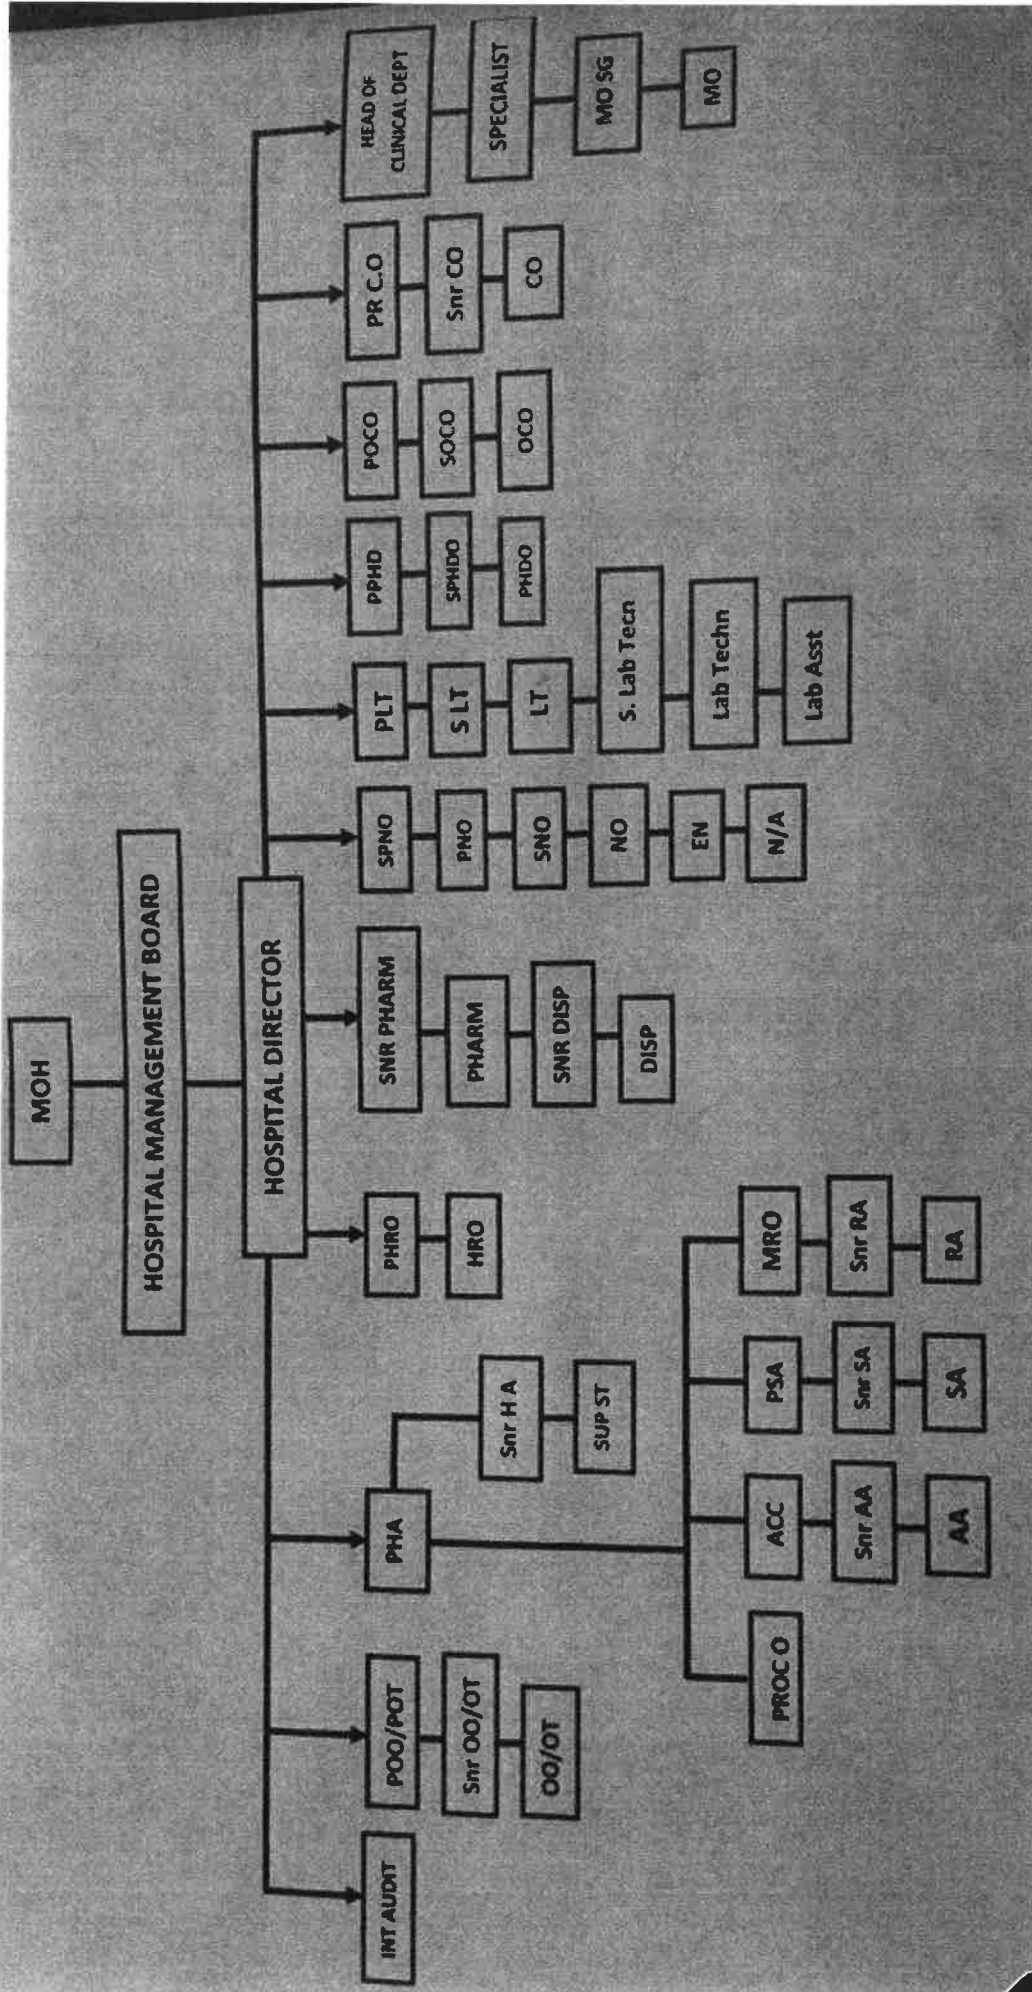 MOH
HOSPITAL MANAGEMENT BOARD
HOSPITAL DIRECTOR
INT AUDIT
POO/POT
Snr OO/OT
OO/OT
PHA
Snr H A
SUP ST
PROC O
ACC
Snr AA
AA
PSA
Snr SA
SA
MRO
Snr RA
RA
PHRO
HRO
SNR PHARM
PHARM
SNR DISP
DISP
SPNO
PNO
SNO
NO
EN
N/A
PLT
S LT
LT
S. Lab Tecn
Lab Techn
Lab Asst
PPHD
SPHDO
PHDO
POCO
SOCO
OCO
PR C.O
Snr CO
CO
HEAD OF
CLINICAL DEPT
SPECIALIST
MO SG
MO